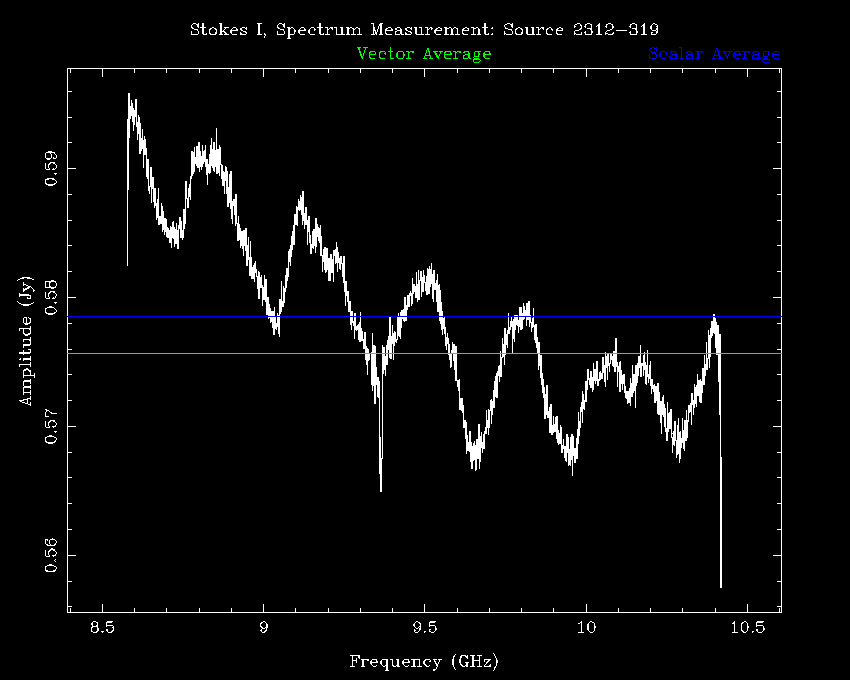 Stokes I, Spectrum Measurement: Source 2312-319
Vector Average Scalar Average
0.59
0.58
0.57
0.56
Amplitude (Jy)
8.5 9 9.5 10 10.5
Frequency (GHz)